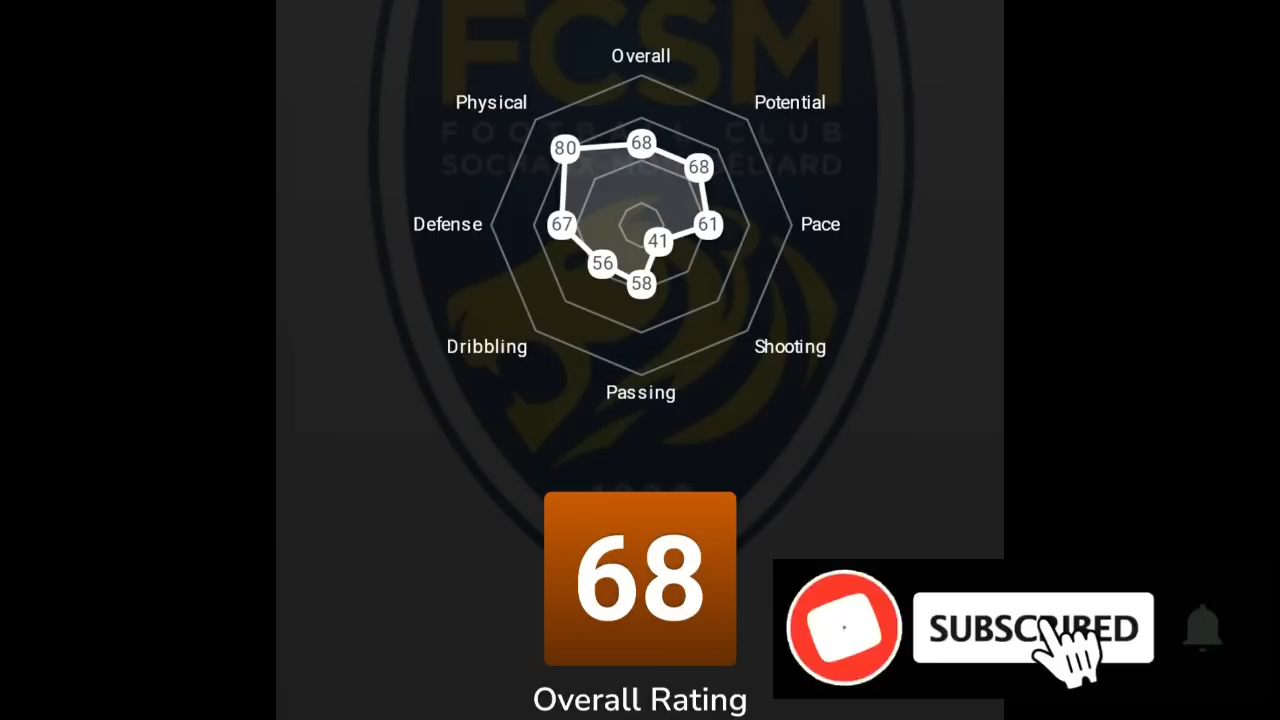 FCSM
FOOTBALL CLUB
Overall
Physical
Potential
80
68
68
Defense
67
61
Pace
41
56
58
Dribbling
Shooting
Passing
68
SUBSCRIBED
Overall Rating